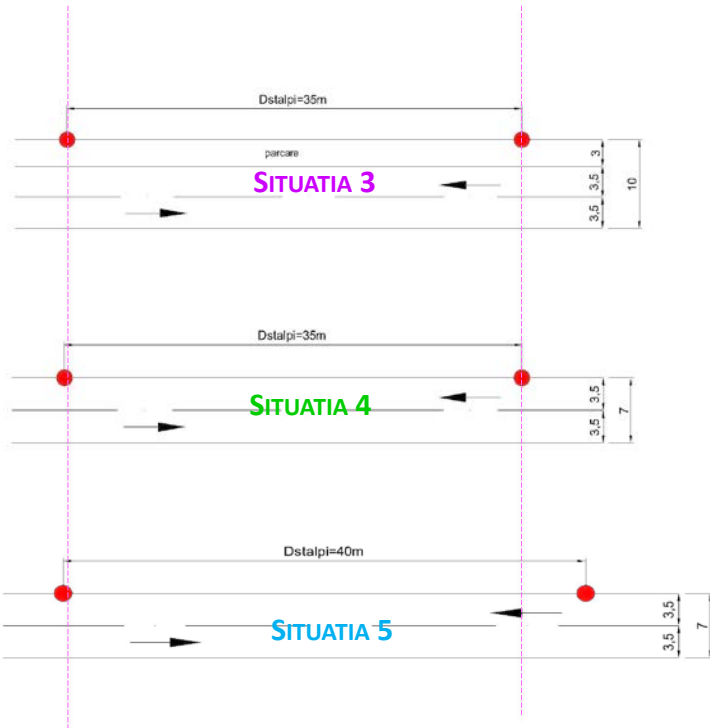 Dstalpi=35m
parcare
3
SITUATIA 3
3,5
10
3,5
Dstalpi=35m
SITUATIA 4
3,5
7
3,5
Dstalpi=40m
SITUATIA 5
3,5
7
3,5